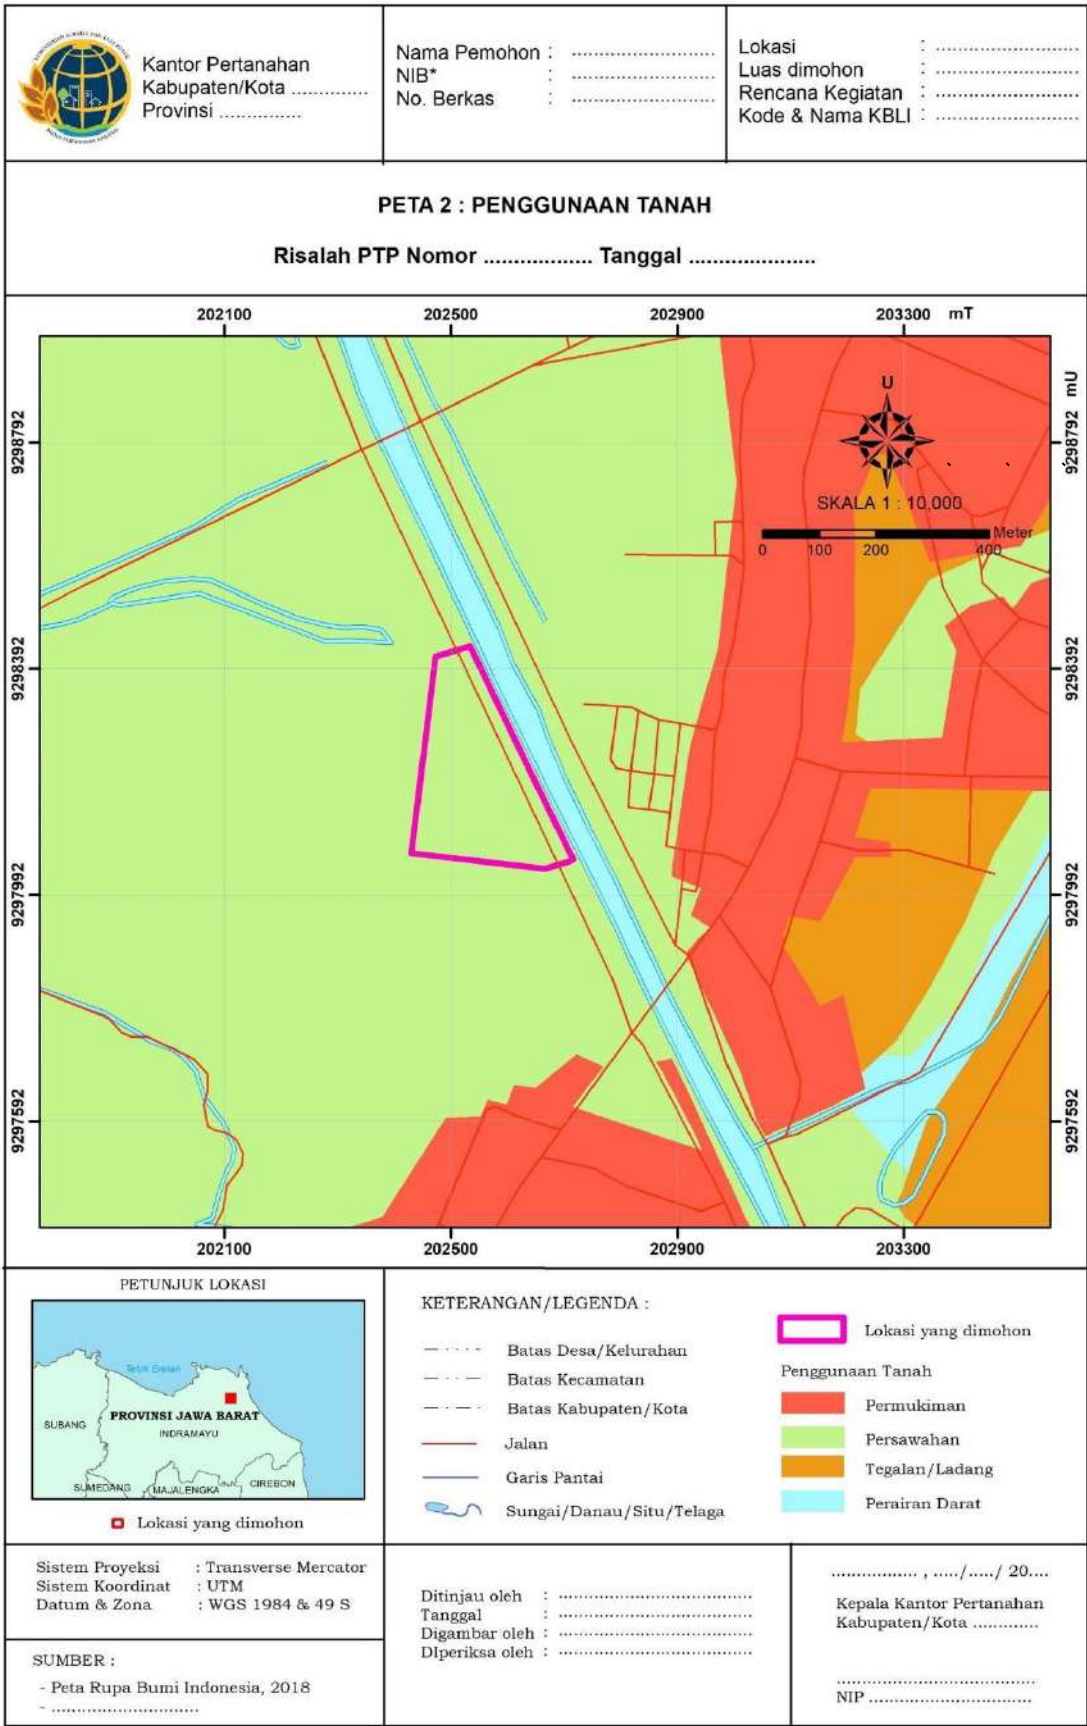 Kantor Pertanahan
Kabupaten/Kota .............
Provinsi ..............
Nama Pemohon : .........................
NIB* : .........................
No. Berkas : .........................
Lokasi : .........................
Luas dimohon : .........................
Rencana Kegiatan : .........................
Kode & Nama KBLI : .........................
PETA 2 : PENGGUNAAN TANAH
Risalah PTP Nomor .................. Tanggal .....................
202100 202500 202900 203300 mT
mU
9298792 9298792
9298392 9298392
9297992 9297992
9297592 9297592
U
SKALA 1 : 10.000
Meter
0 100 200 400
202100 202500 202900 203300
PETUNJUK LOKASI
PROVINSI JAWA BARAT
SUBANG
INDRAMAYU
SUMEDANG
MAJALENGKA
CIREBON
Lokasi yang dimohon
KETERANGAN/LEGENDA :
Batas Desa/Kelurahan
Batas Kecamatan
Batas Kabupaten/Kota
Jalan
Garis Pantai
Sungai/Danau/Situ/Telaga
Lokasi yang dimohon
Penggunaan Tanah
Permukiman
Persawahan
Tegalan/Ladang
Perairan Darat
Sistem Proyeksi : Transverse Mercator
Sistem Koordinat : UTM
Datum & Zona : WGS 1984 & 49 S
SUMBER :
- Peta Rupa Bumi Indonesia, 2018
- .............................
Ditinjau oleh : ......................................
Tanggal : ......................................
Digambar oleh : ......................................
DIperiksa oleh : ......................................
................. , ...../...../ 20....
Kepala Kantor Pertanahan
Kabupaten/Kota .............
.......................................
NIP ................................